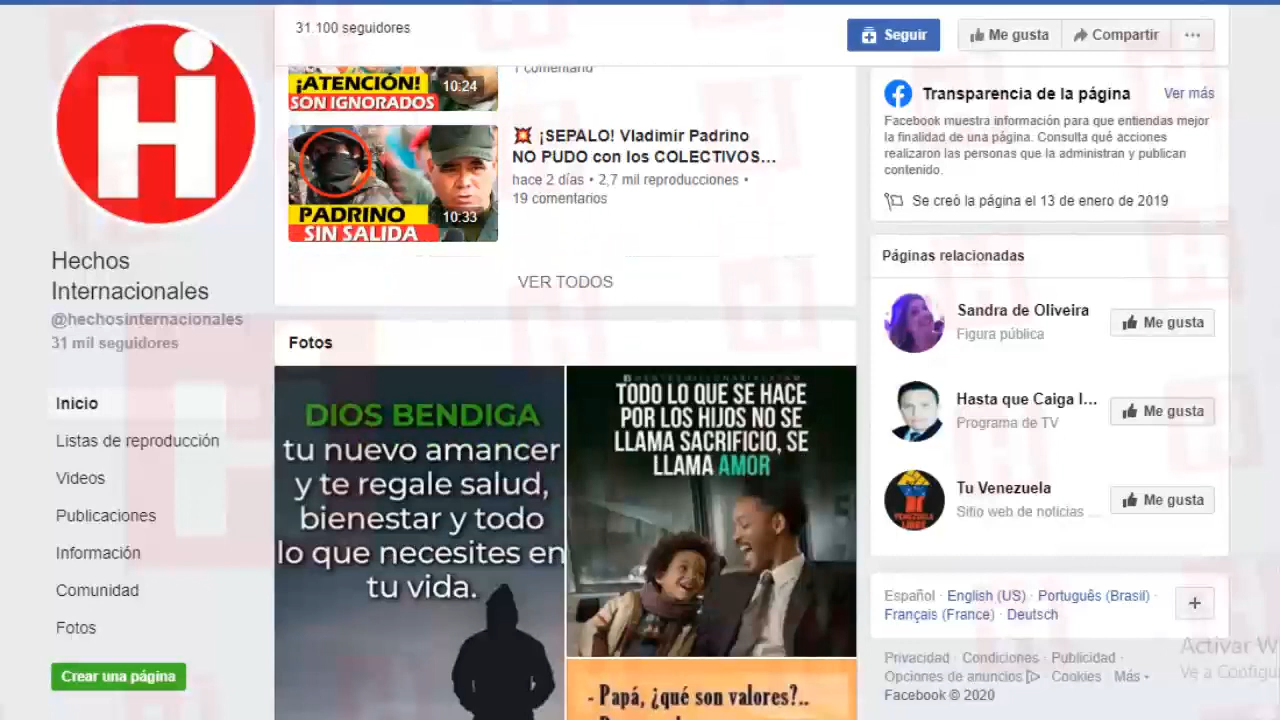 31.100 seguidores
Seguir
Me gusta
Compartir
Hi
Hechos
Internacionales
@hechosinternacionales
31 mil seguidores
Inicio
Listas de reproducción
Videos
Publicaciones
Información
Comunidad
Fotos
Crear una página
1 comentario
¡ATENCIÓN!
SON IGNORADOS
10:24
💥 ¡SEPALO! Vladimir Padrino
NO PUDO con los COLECTIVOS...
hace 2 días • 2,7 mil reproducciones •
19 comentarios
PADRINO
SIN SALIDA
10:33
VER TODOS
Fotos
DIOS BENDIGA
tu nuevo amancer
y te regale salud,
bienestar y todo
lo que necesites en
tu vida.
TODO LO QUE SE HACE
POR LOS HIJOS NO SE
LLAMA SACRIFICIO, SE
LLAMA AMOR
- Papá, ¿qué son valores?..
Transparencia de la página
Ver más
Facebook muestra información para que entiendas mejor
la finalidad de una página. Consulta qué acciones
realizaron las personas que la administran y publican
contenido.
Se creó la página el 13 de enero de 2019
Páginas relacionadas
Sandra de Oliveira
Figura pública
Me gusta
Hasta que Caiga l...
Programa de TV
Me gusta
Tu Venezuela
Sitio web de noticias ...
Me gusta
VENEZUELA
LIBRE
Español · English (US) · Português (Brasil) ·
Français (France) · Deutsch
Privacidad · Condiciones · Publicidad ·
Opciones de anuncios · Cookies · Más
Facebook © 2020
Activar W
Ve a Configu